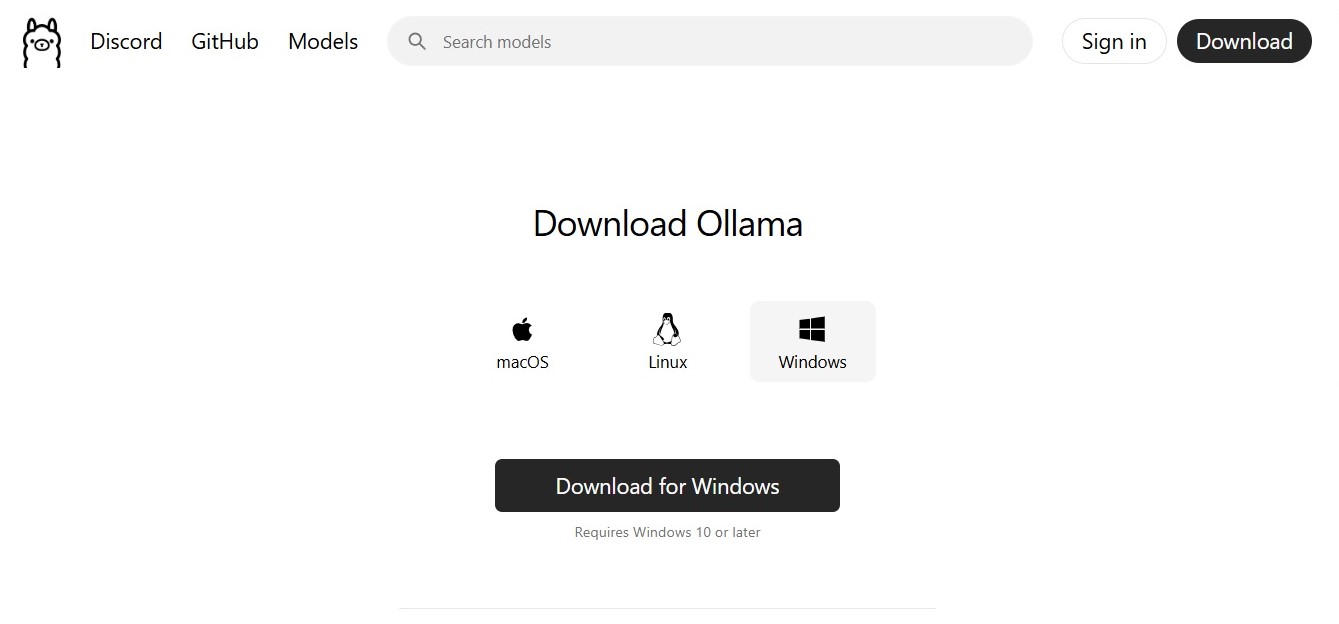 Discord GitHub Models Search models Sign in Download
Download Ollama
macOS Linux Windows
Download for Windows
Requires Windows 10 or later